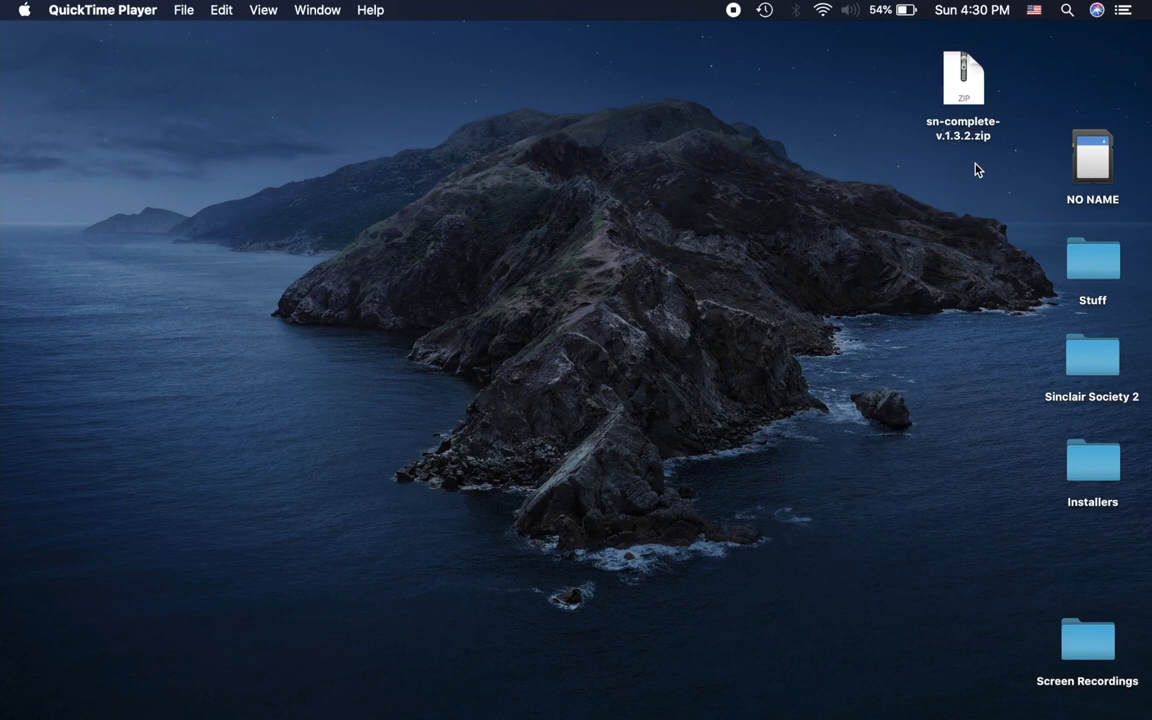 QuickTime Player File Edit View Window Help 54% Sun 4:30 PM
ZIP
sn-complete-
v.1.3.2.zip
NO NAME
Stuff
Sinclair Society 2
Installers
Screen Recordings